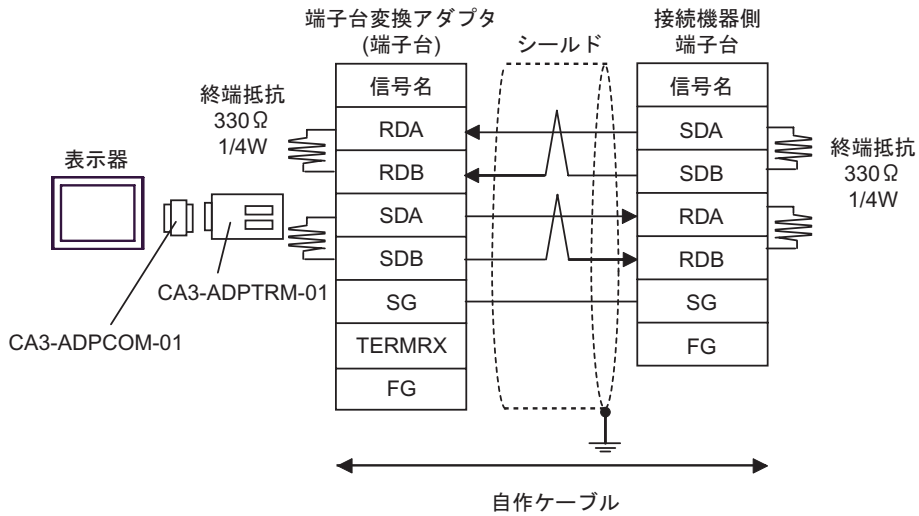 端子台変換アダプタ
(端子台)
シールド
接続機器側
端子台
信号名
RDA
RDB
SDA
SDB
SG
TERMRX
FG
信号名
SDA
SDB
RDA
RDB
SG
FG
終端抵抗
330Ω
1/4W
終端抵抗
330Ω
1/4W
表示器
CA3-ADPTRM-01
CA3-ADPCOM-01
自作ケーブル